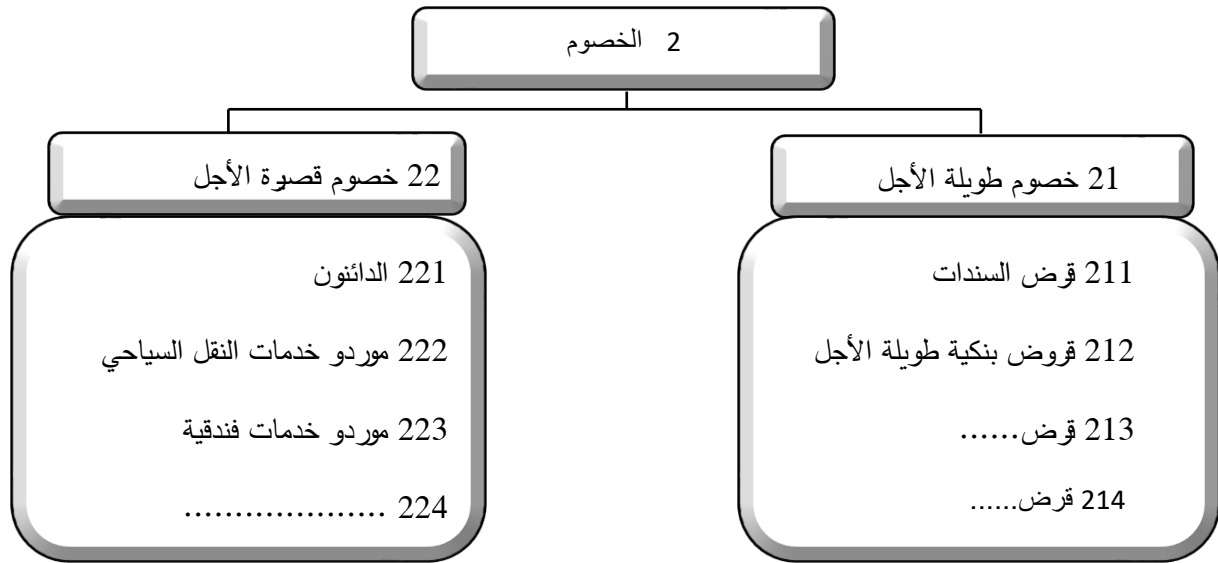 2 الخصوم
21 خصوم طويلة الأجل
211 قرض السندات
212 قروض بنكية طويلة الأجل
213 قرض......
214 قرض......
22 خصوم قصيرة الأجل
221 الدائنون
222 موردو خدمات النقل السياحي
223 موردو خدمات فندقية
224 ...................